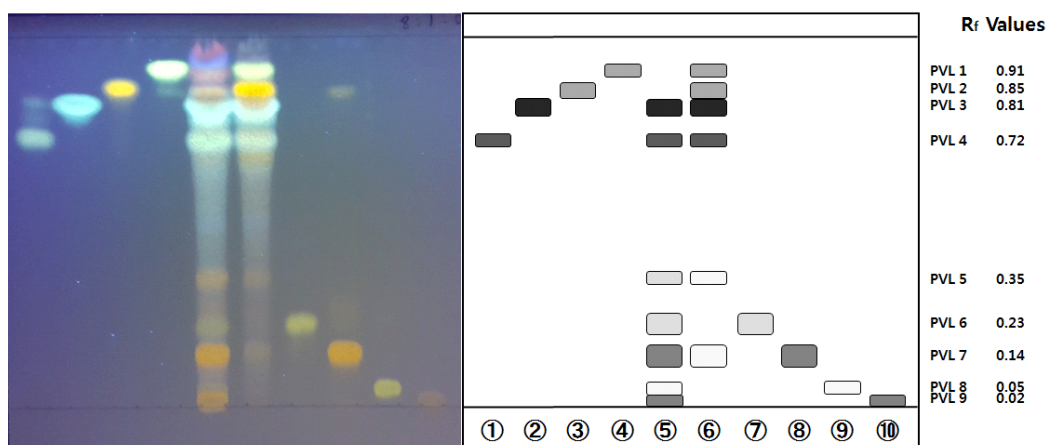 8.1.
Rf Values
PVL 1 0.91
PVL 2 0.85
PVL 3 0.81
PVL 4 0.72
PVL 5 0.35
PVL 6 0.23
PVL 7 0.14
PVL 8 0.05
PVL 9 0.02
① ② ③ ④ ⑤ ⑥ ⑦ ⑧ ⑨ ⑩